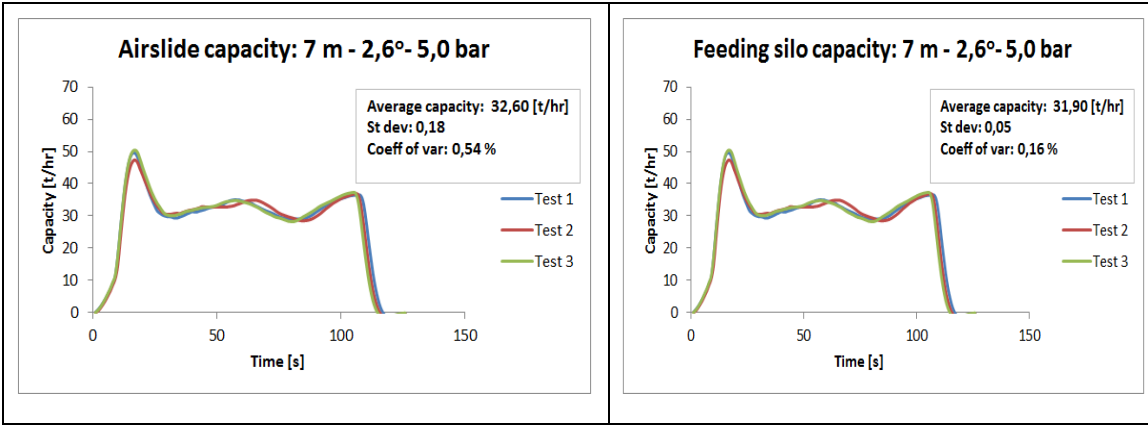 Airslide capacity: 7 m - 2,6º- 5,0 bar
Capacity [t/hr]
70
60
50
40
30
20
10
0
Average capacity: 32,60 [t/hr]
St dev: 0,18
Coeff of var: 0,54 %
Test 1
Test 2
Test 3
0 50 100 150
Time [s]
Feeding silo capacity: 7 m - 2,6º- 5,0 bar
Capacity [t/hr]
70
60
50
40
30
20
10
0
Average capacity: 31,90 [t/hr]
St dev: 0,05
Coeff of var: 0,16 %
Test 1
Test 2
Test 3
0 50 100 150
Time [s]